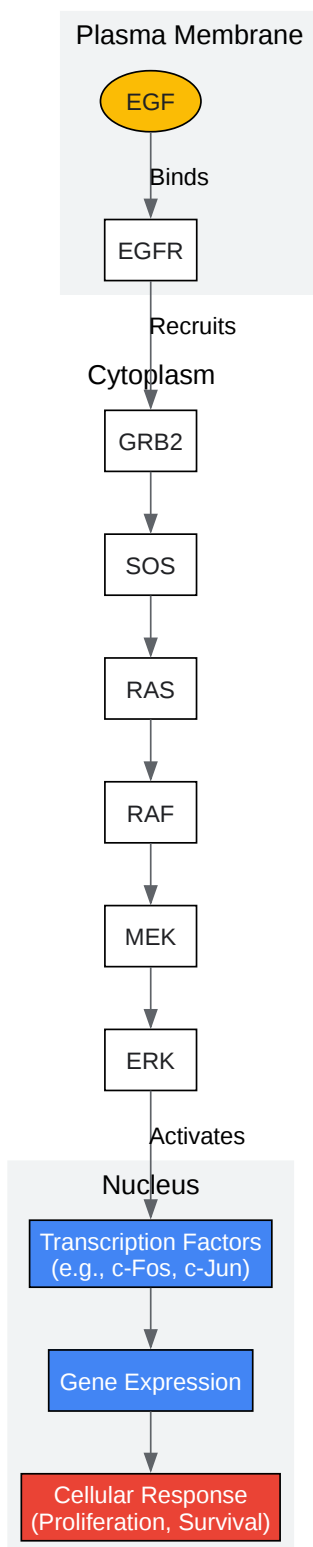 Plasma Membrane
EGF
Binds
EGFR
Recruits
Cytoplasm
GRB2
SOS
RAS
RAF
MEK
ERK
Activates
Nucleus
Transcription Factors
(e.g., c-Fos, c-Jun)
Gene Expression
Cellular Response
(Proliferation, Survival)